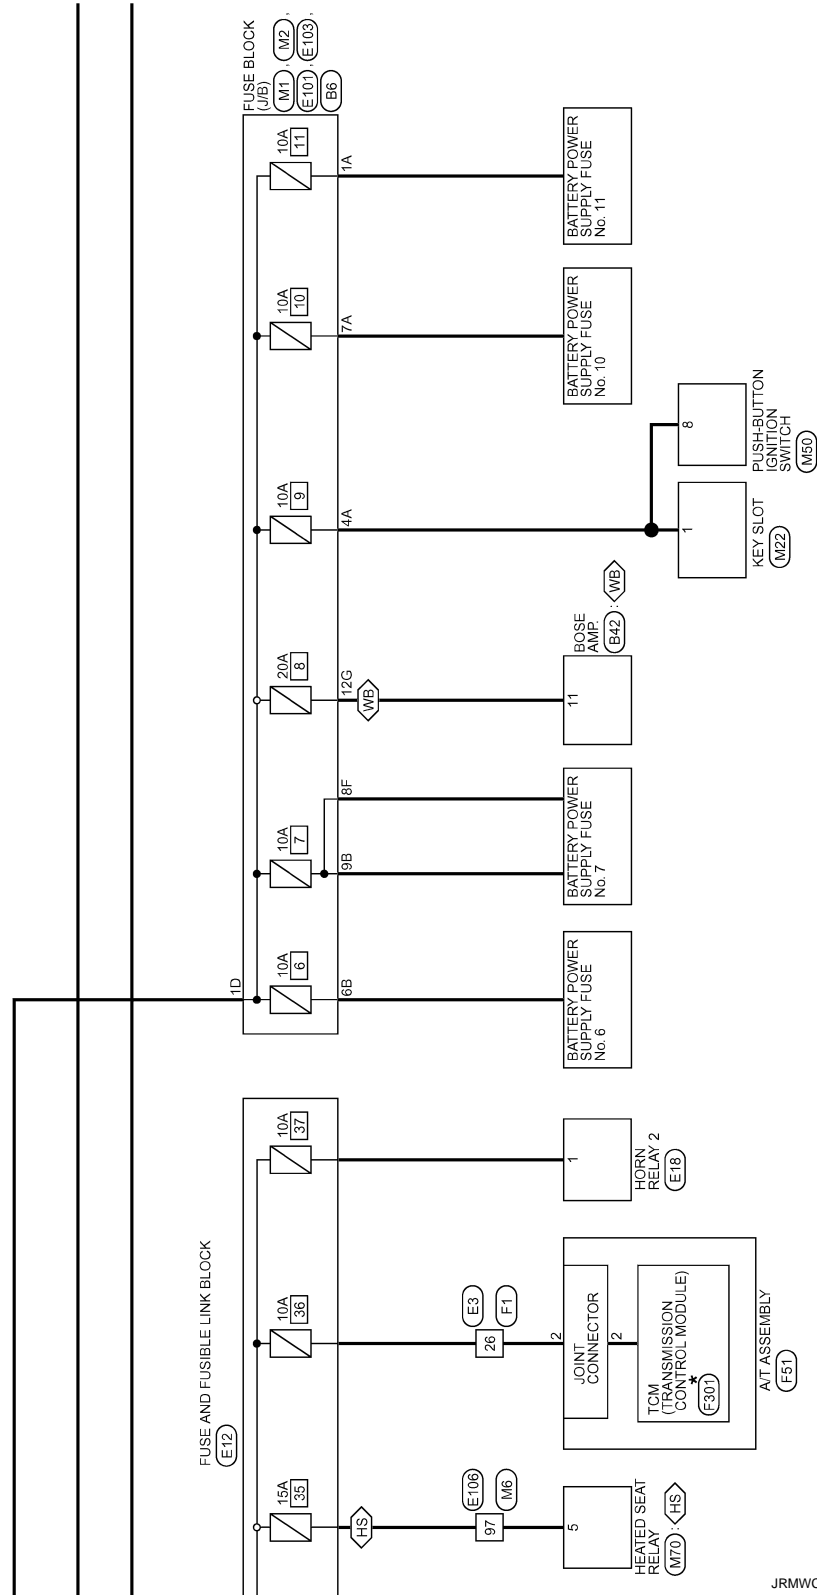 FUSE BLOCK
(J/B)
M1 , M2 ,
E101 , E103 ,
B6
10A
11
1A
BATTERY POWER
SUPPLY FUSE
No. 11
10A
10
7A
BATTERY POWER
SUPPLY FUSE
No. 10
10A
9
4A
8
PUSH-BUTTON
IGNITION
SWITCH
M50
1
KEY SLOT
M22
20A
8
12G
WB
11
BOSE
AMP.
B42 : WB
10A
7
8F
9B
BATTERY POWER
SUPPLY FUSE
No. 7
1D
10A
6
6B
BATTERY POWER
SUPPLY FUSE
No. 6
FUSE AND FUSIBLE LINK BLOCK
E12
10A
37
1
HORN
RELAY 2
E18
10A
36
E3
26
F1
2
JOINT
CONNECTOR
2
TCM
(TRANSMISSION
CONTROL MODULE)
*
F301
A/T ASSEMBLY
F51
15A
35
HS
E106
97
M6
5
HEATED SEAT
RELAY
M70 : HS